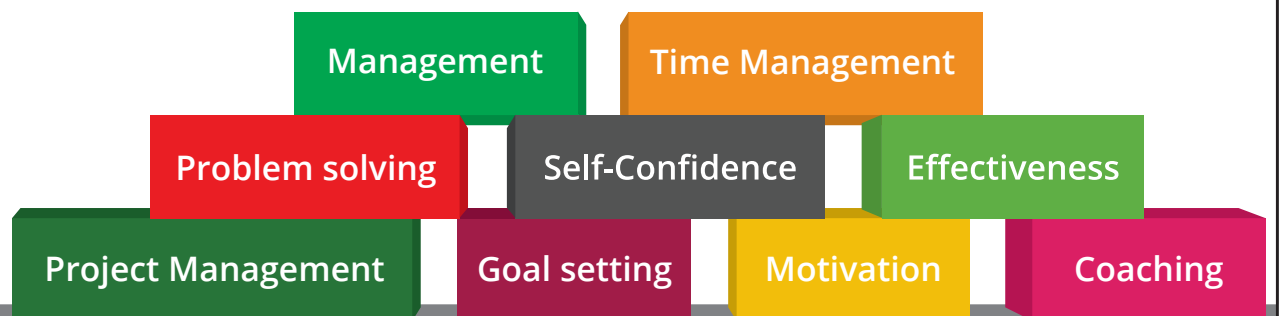 Management
Time Management
Problem solving
Self-Confidence
Effectiveness
Project Management
Goal setting
Motivation
Coaching